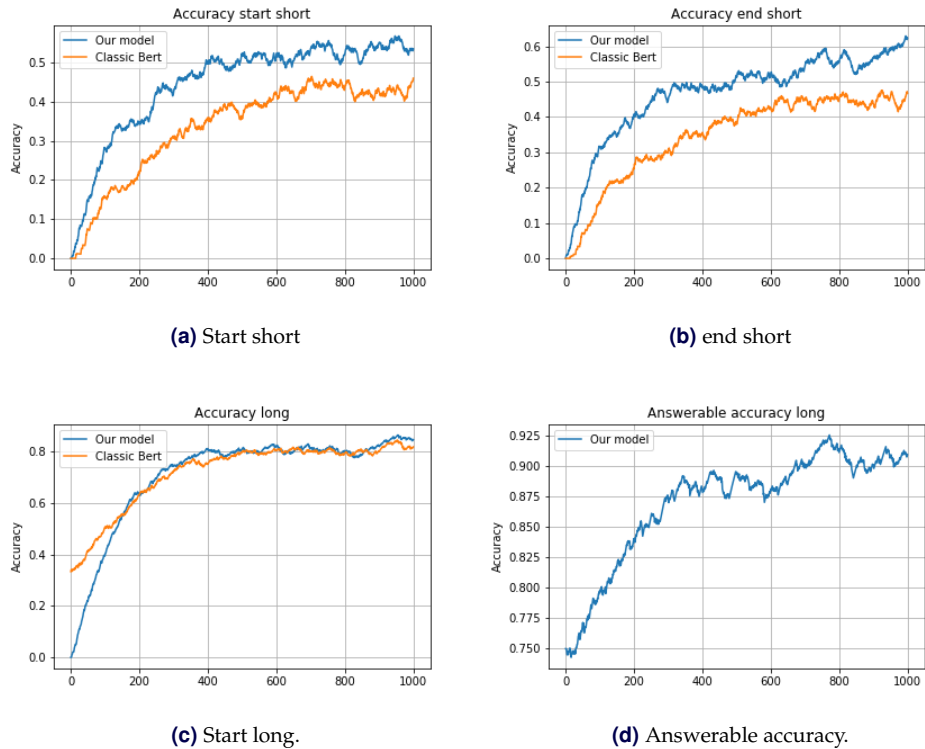 Accuracy start short
Our model
Classic Bert
Accuracy
0.5
0.4
0.3
0.2
0.1
0.0
0 200 400 600 800 1000
(a) Start short
Accuracy end short
Our model
Classic Bert
Accuracy
0.6
0.5
0.4
0.3
0.2
0.1
0.0
0 200 400 600 800 1000
(b) end short
Accuracy long
Our model
Classic Bert
Accuracy
0.8
0.6
0.4
0.2
0.0
0 200 400 600 800 1000
(c) Start long.
Answerable accuracy long
Our model
Accuracy
0.925
0.900
0.875
0.850
0.825
0.800
0.775
0.750
0 200 400 600 800 1000
(d) Answerable accuracy.